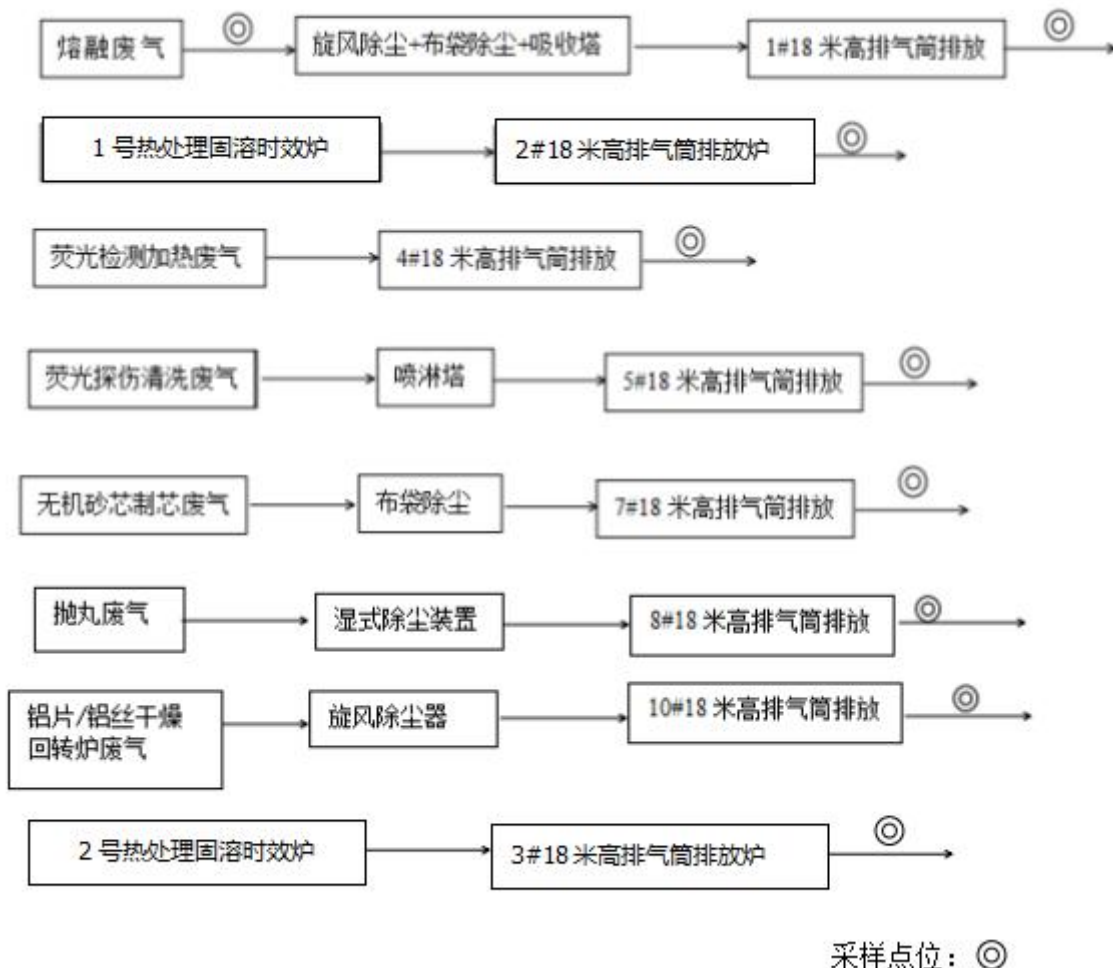 熔融废气
旋风除尘+布袋除尘+吸收塔
1#18 米高排气筒排放
1 号热处理固溶时效炉
2#18 米高排气筒排放炉
荧光检测加热废气
4#18 米高排气筒排放
荧光探伤清洗废气
喷淋塔
5#18 米高排气筒排放
无机砂芯制芯废气
布袋除尘
7#18 米高排气筒排放
抛丸废气
湿式除尘装置
8#18 米高排气筒排放
铝片/铝丝干燥
回转炉废气
旋风除尘器
10#18 米高排气筒排放
2 号热处理固溶时效炉
3#18 米高排气筒排放炉
采样点位：◎